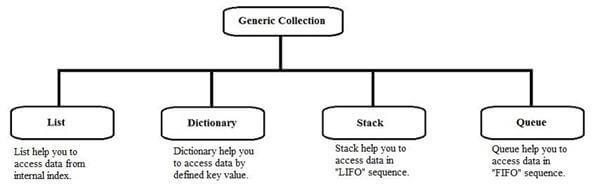 Generic Collection
List
Dictionary
Stack
Queue
List help you to
access data from
internal index.
Dictionary help you
to access data by
defined key value.
Stack help you to
access data in
"LIFO" sequence.
Queue help you to
access data in
"FIFO" sequence.